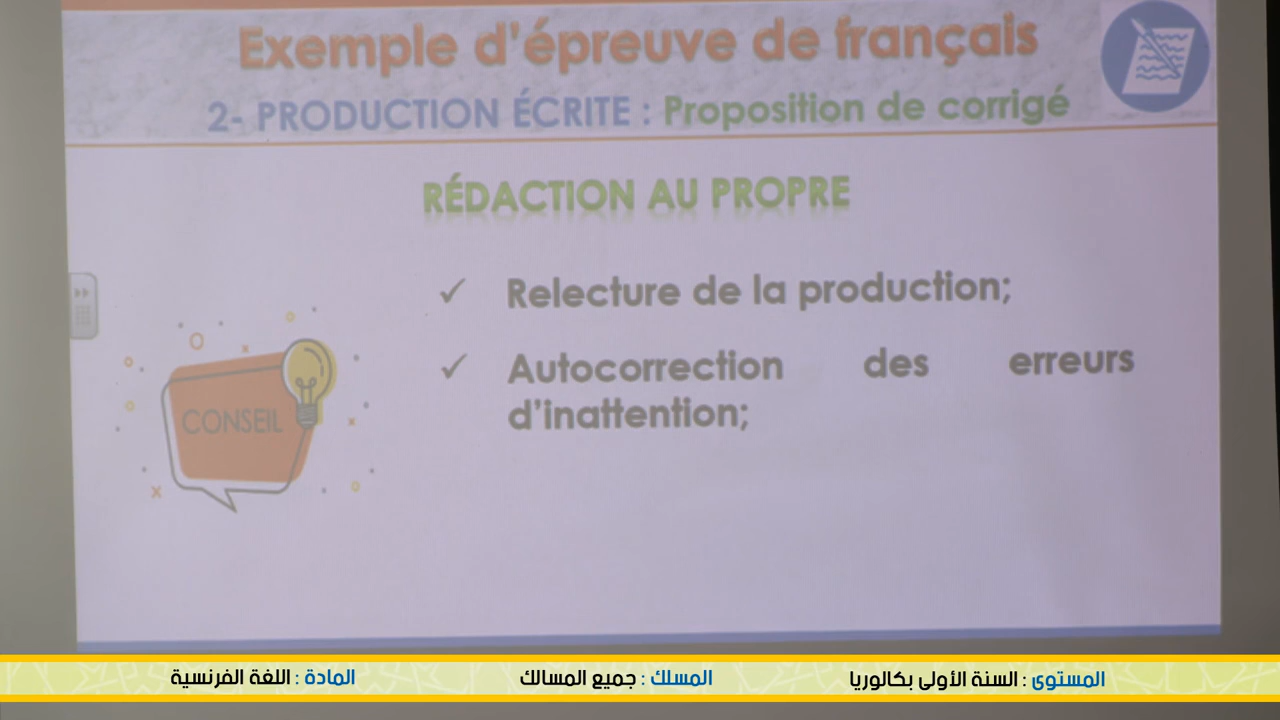 Exemple d'épreuve de français
2- PRODUCTION ÉCRITE : Proposition de corrigé
RÉDACTION AU PROPRE
✓ Relecture de la production;
✓ Autocorrection des erreurs
d'inattention;
CONSEIL
المستوى : السنة الأولى بكالوريا
المسلك : جميع المسالك
المادة : اللغة الفرنسية